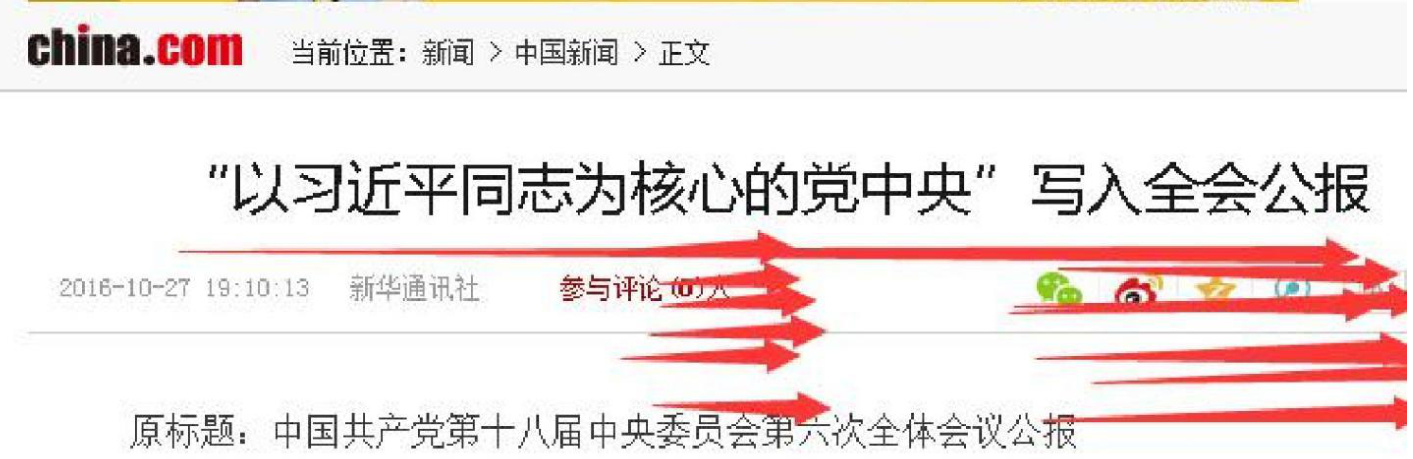 china.com 当前位置：新闻 > 中国新闻 > 正文
“以习近平同志为核心的党中央”写入全会公报
2016-10-27 19:10:13 新华通讯社 参与评论 (0)人
原标题：中国共产党第十八届中央委员会第六次全体会议公报